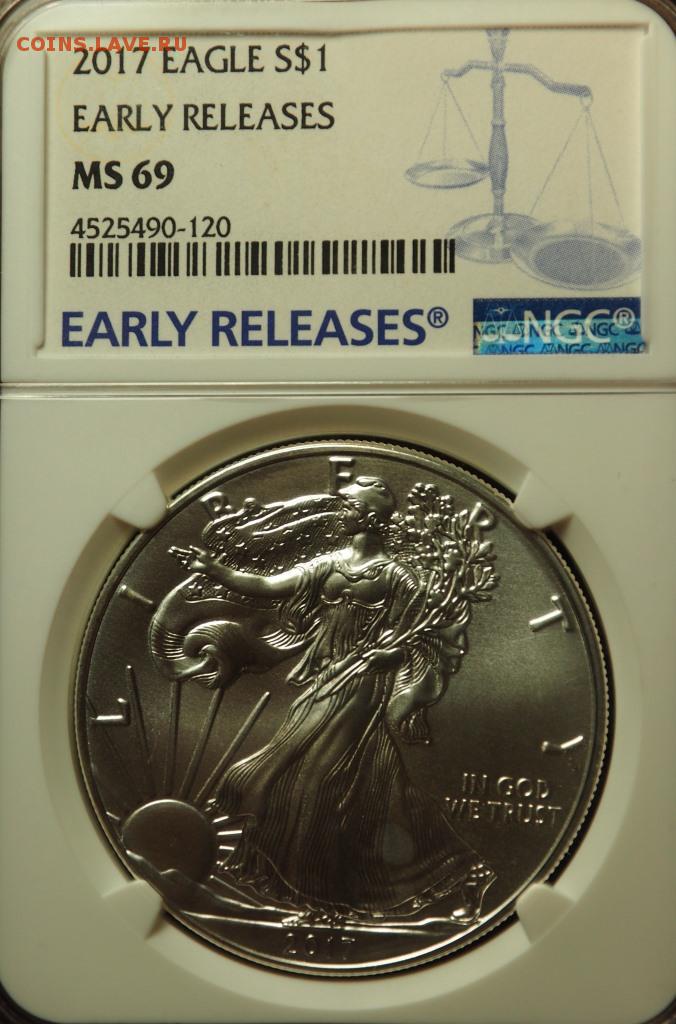 COINS.LAVE.RU
2017 EAGLE S$1
EARLY RELEASES
MS 69
4525490-120
EARLY RELEASES®
NGC®
LIBERTY
IN GOD
WE TRUST
2017